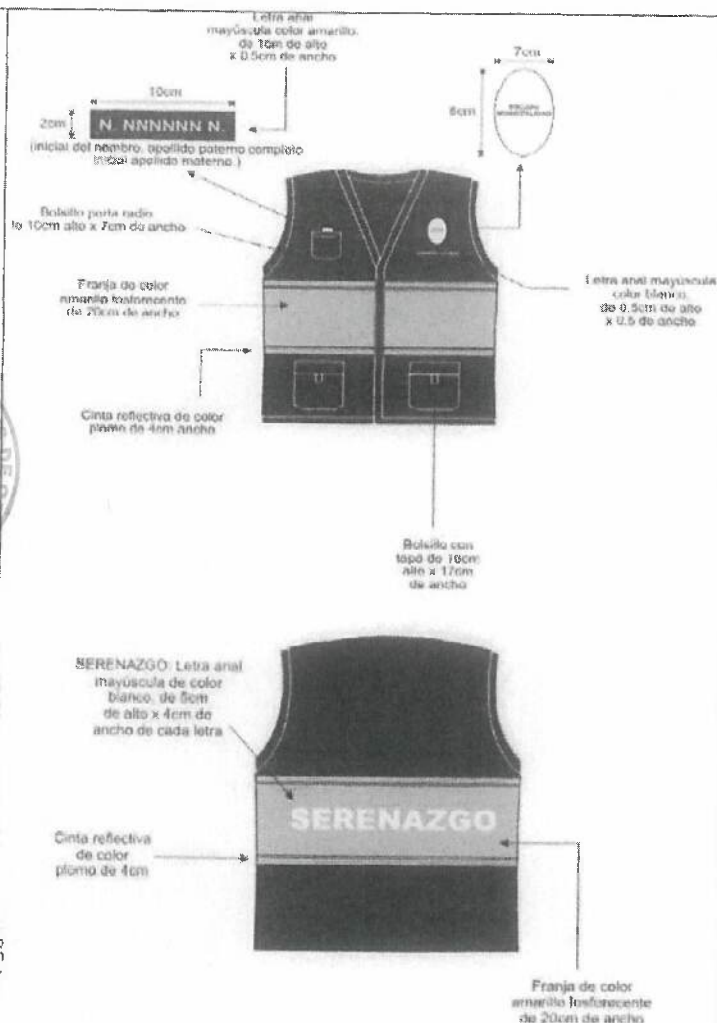 Letra arial
mayúscula color amarillo,
de 1cm de alto
x 0.5cm de ancho
10cm
7cm
2cm
N. NNNNNN N.
(inicial del nombre, apellido paterno completo
inicial apellido materno.)
Bolsillo porta radio
10cm alto x 7cm de ancho
Franja de color
amarillo fosforecente
de 20cm de ancho
Cinta reflectiva de color
plomo de 4cm ancho
Letra arial mayúscula
color blanco,
de 0.5cm de alto
x 0.5 de ancho
Bolsillo con
tapa de
alto x 17cm
de ancho
SERENAZGO: Letra arial
mayúscula de color
blanco, de 5cm
de alto x 4cm de
ancho de cada letra
SERENAZGO
Cinta reflectiva
de color
plomo de 4cm
Franja de color
amarillo fosforecente
de 20cm de ancho